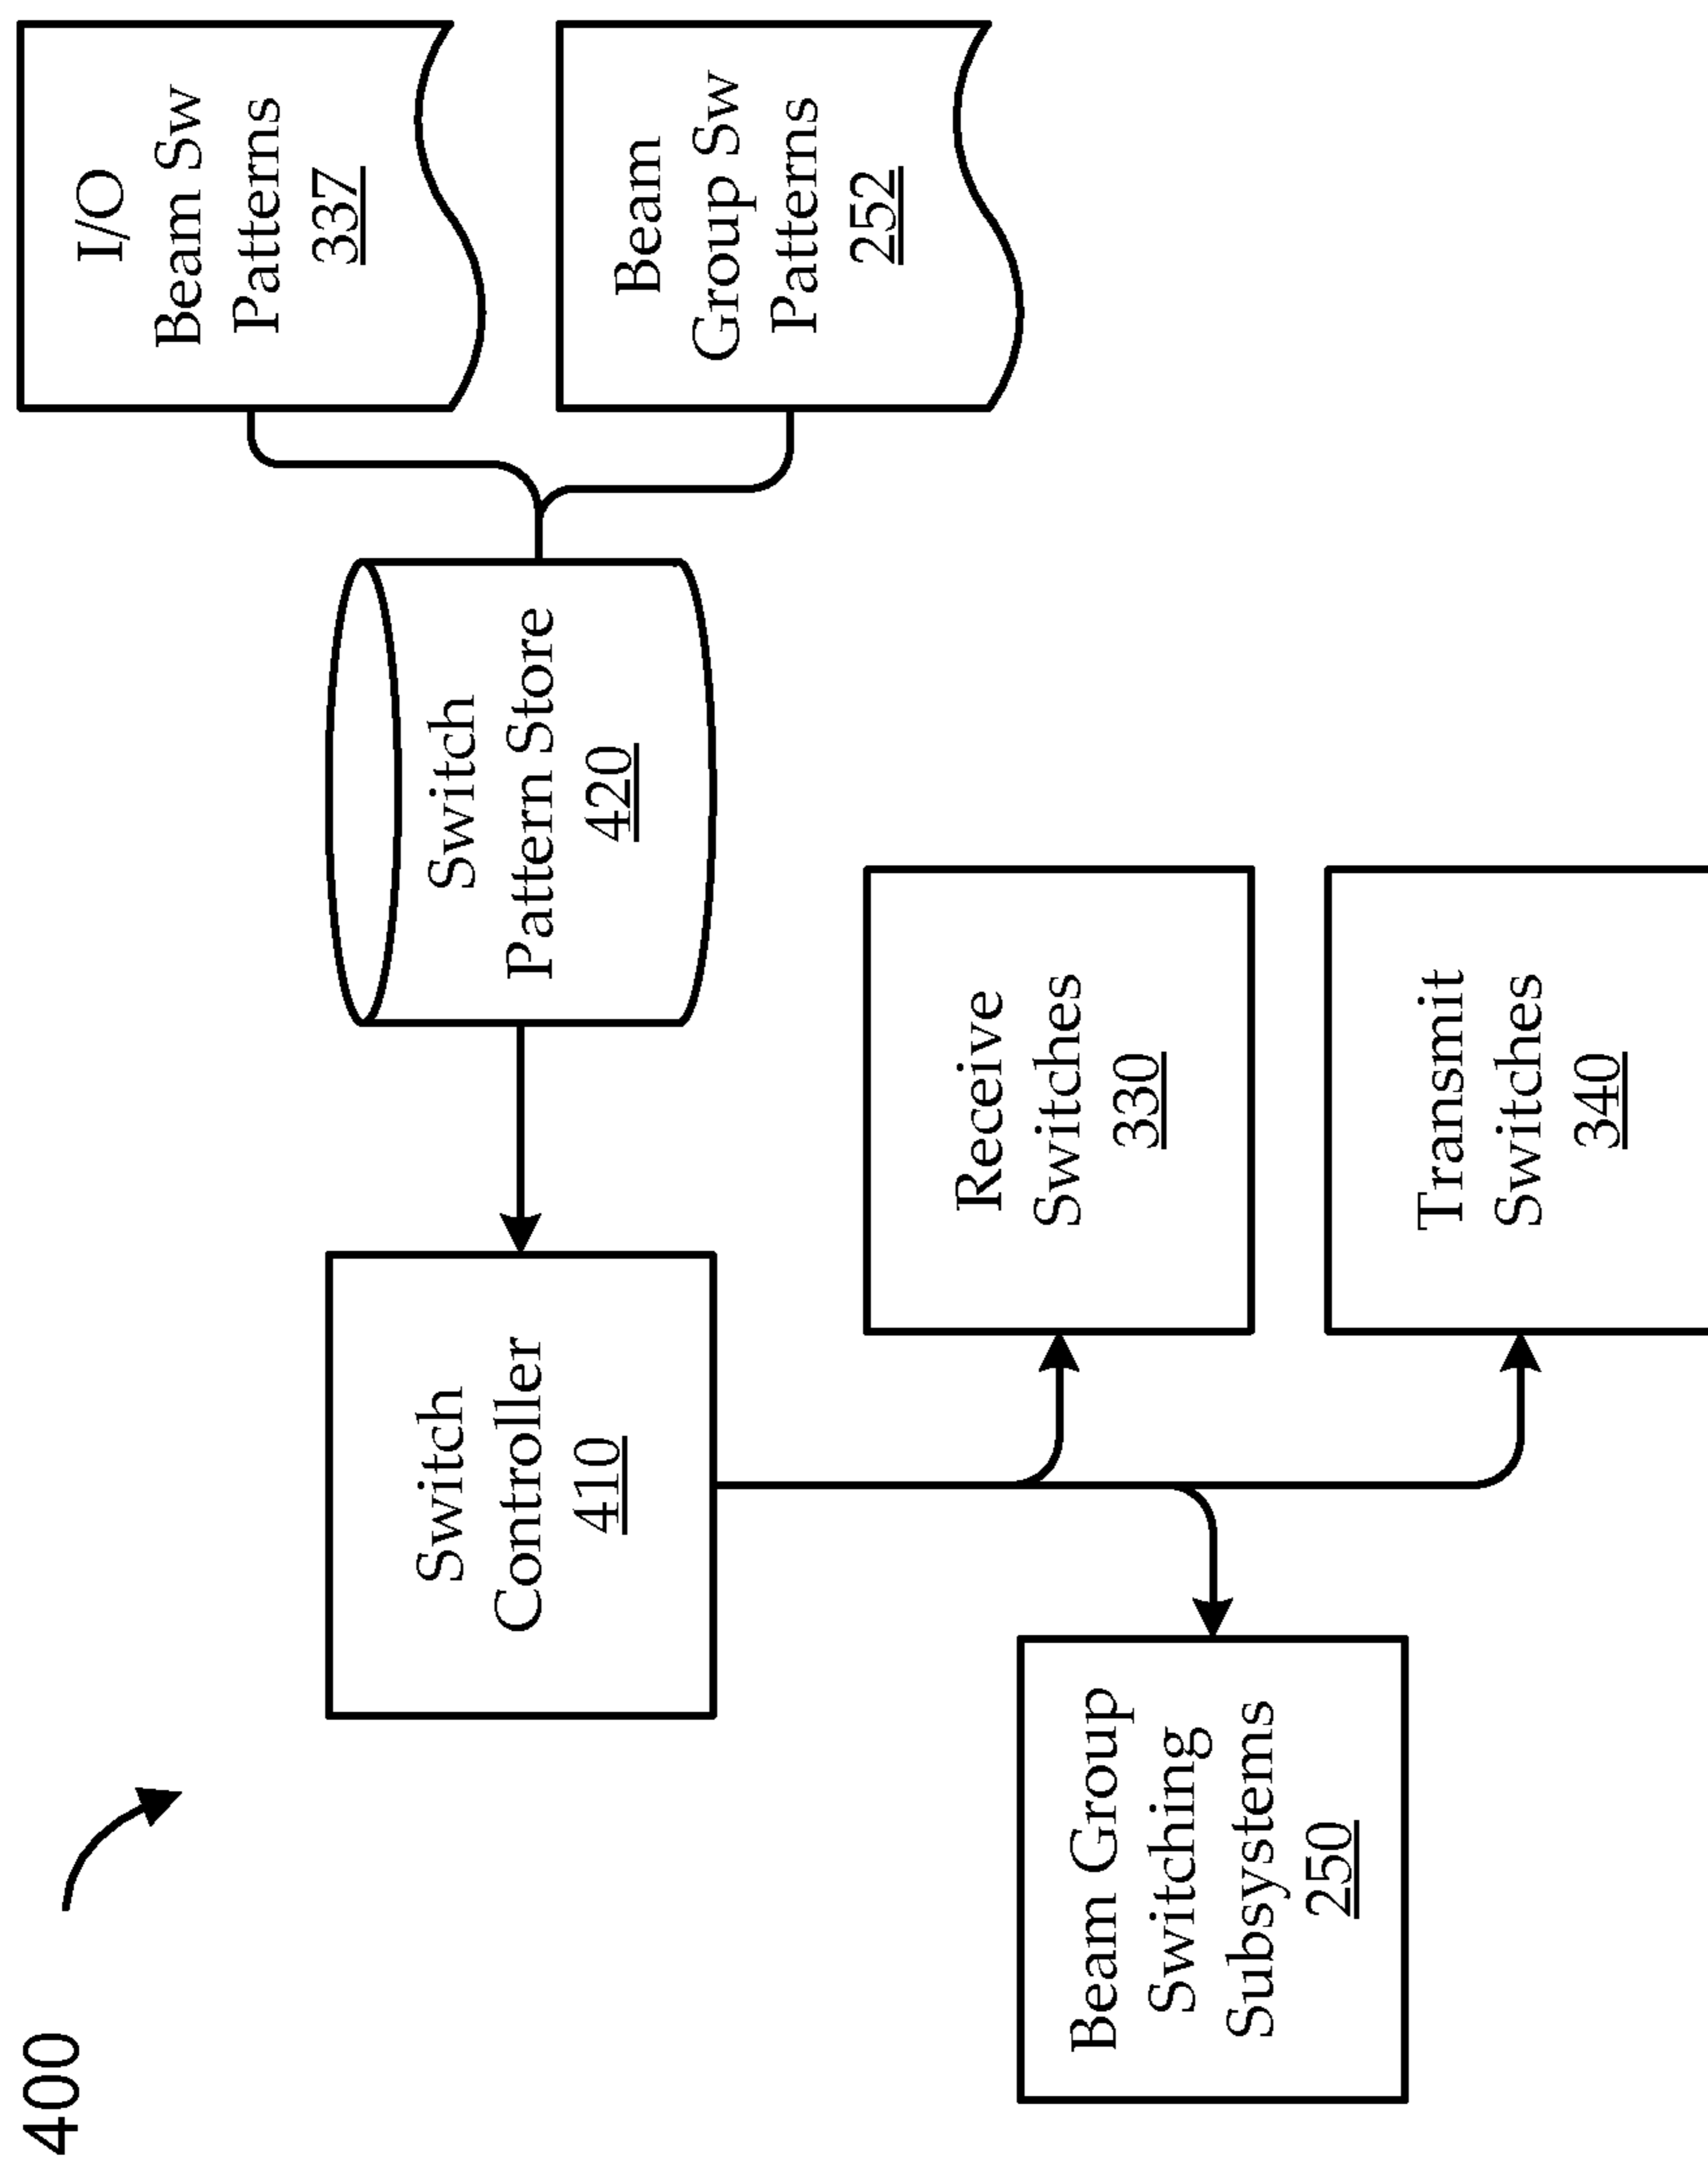 400
Switch
Controller
410
Switch
Pattern Store
420
I/O
Beam Sw
Patterns
337
Beam
Group Sw
Patterns
252
Receive
Switches
330
Beam Group
Switching
Subsystems
250
Transmit
Switches
340